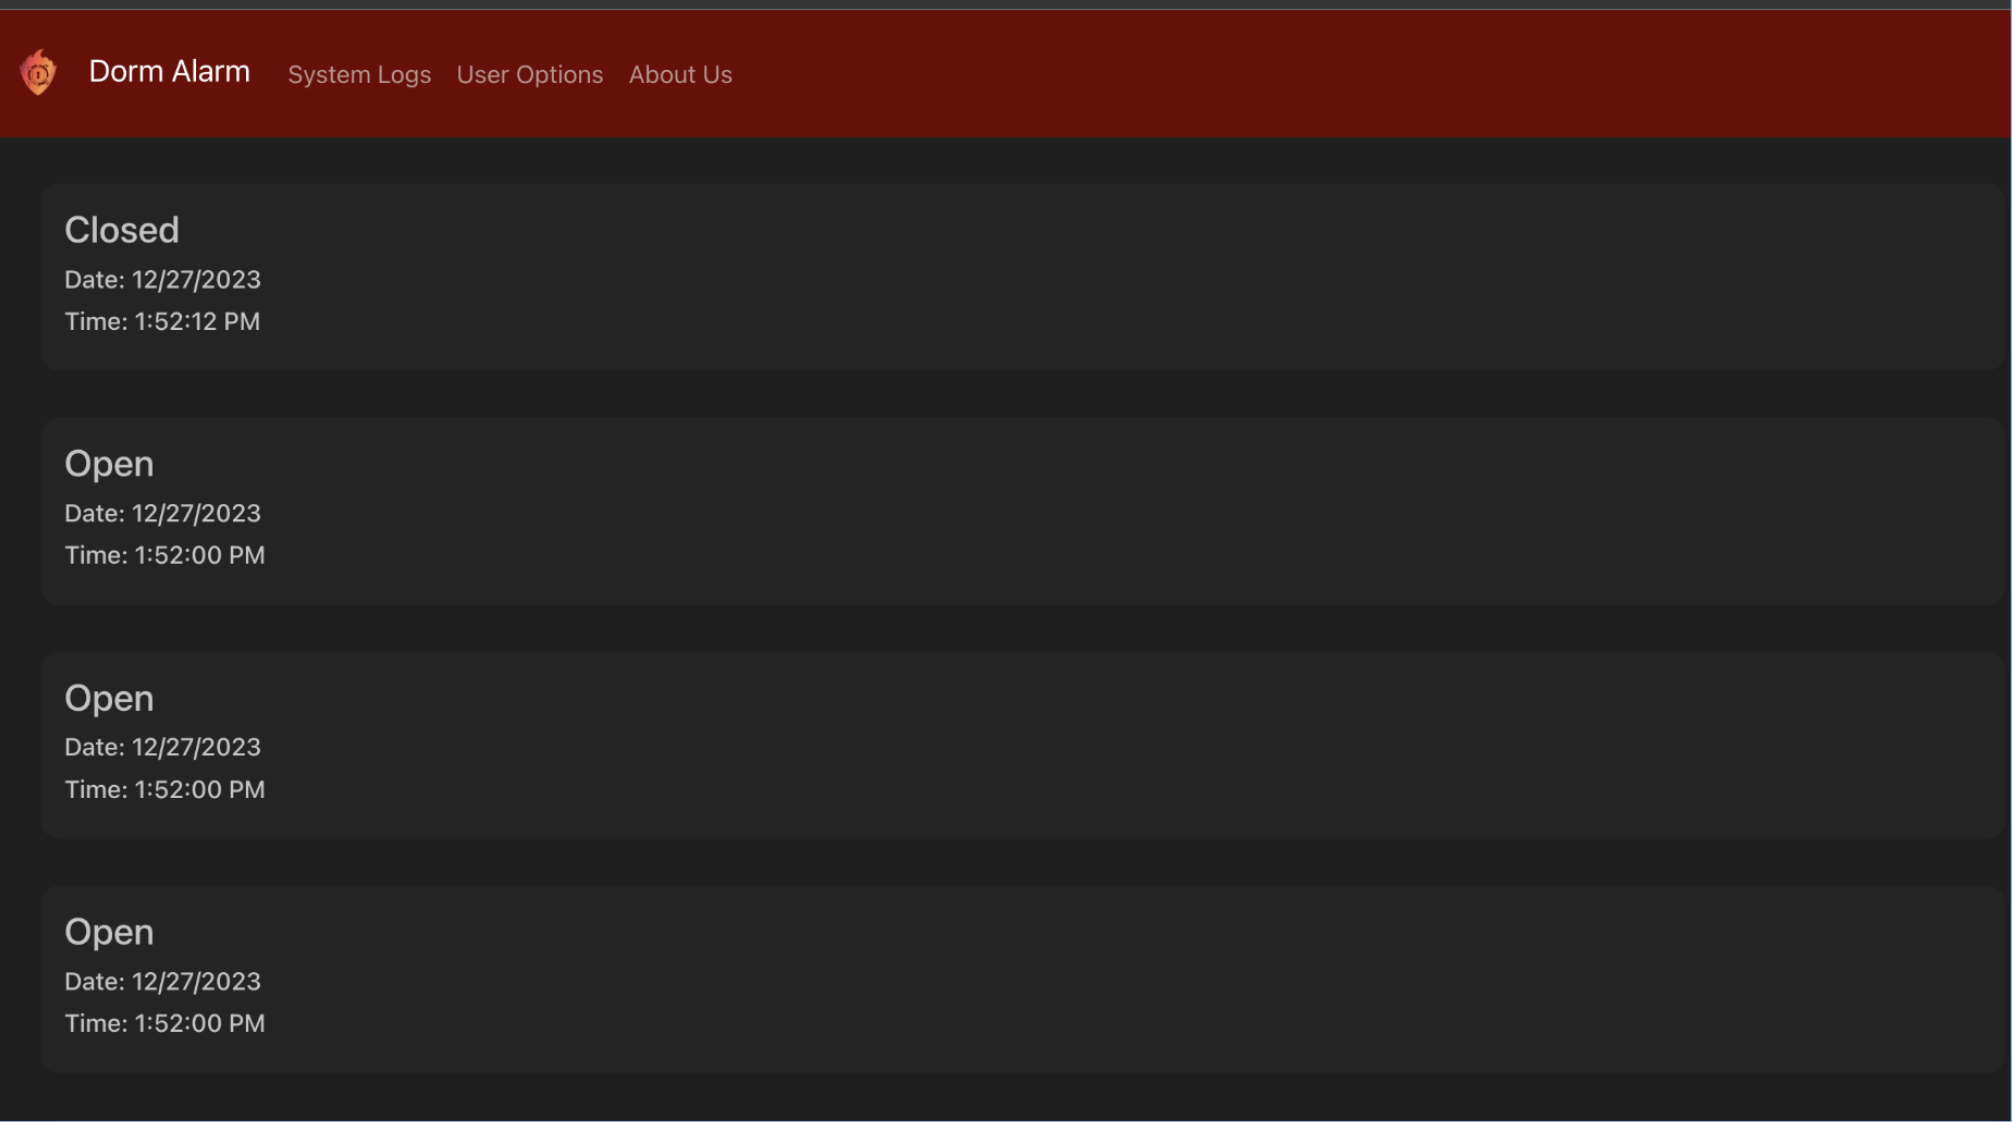 Dorm Alarm System Logs User Options About Us
Closed
Date: 12/27/2023
Time: 1:52:12 PM
Open
Date: 12/27/2023
Time: 1:52:00 PM
Open
Date: 12/27/2023
Time: 1:52:00 PM
Open
Date: 12/27/2023
Time: 1:52:00 PM